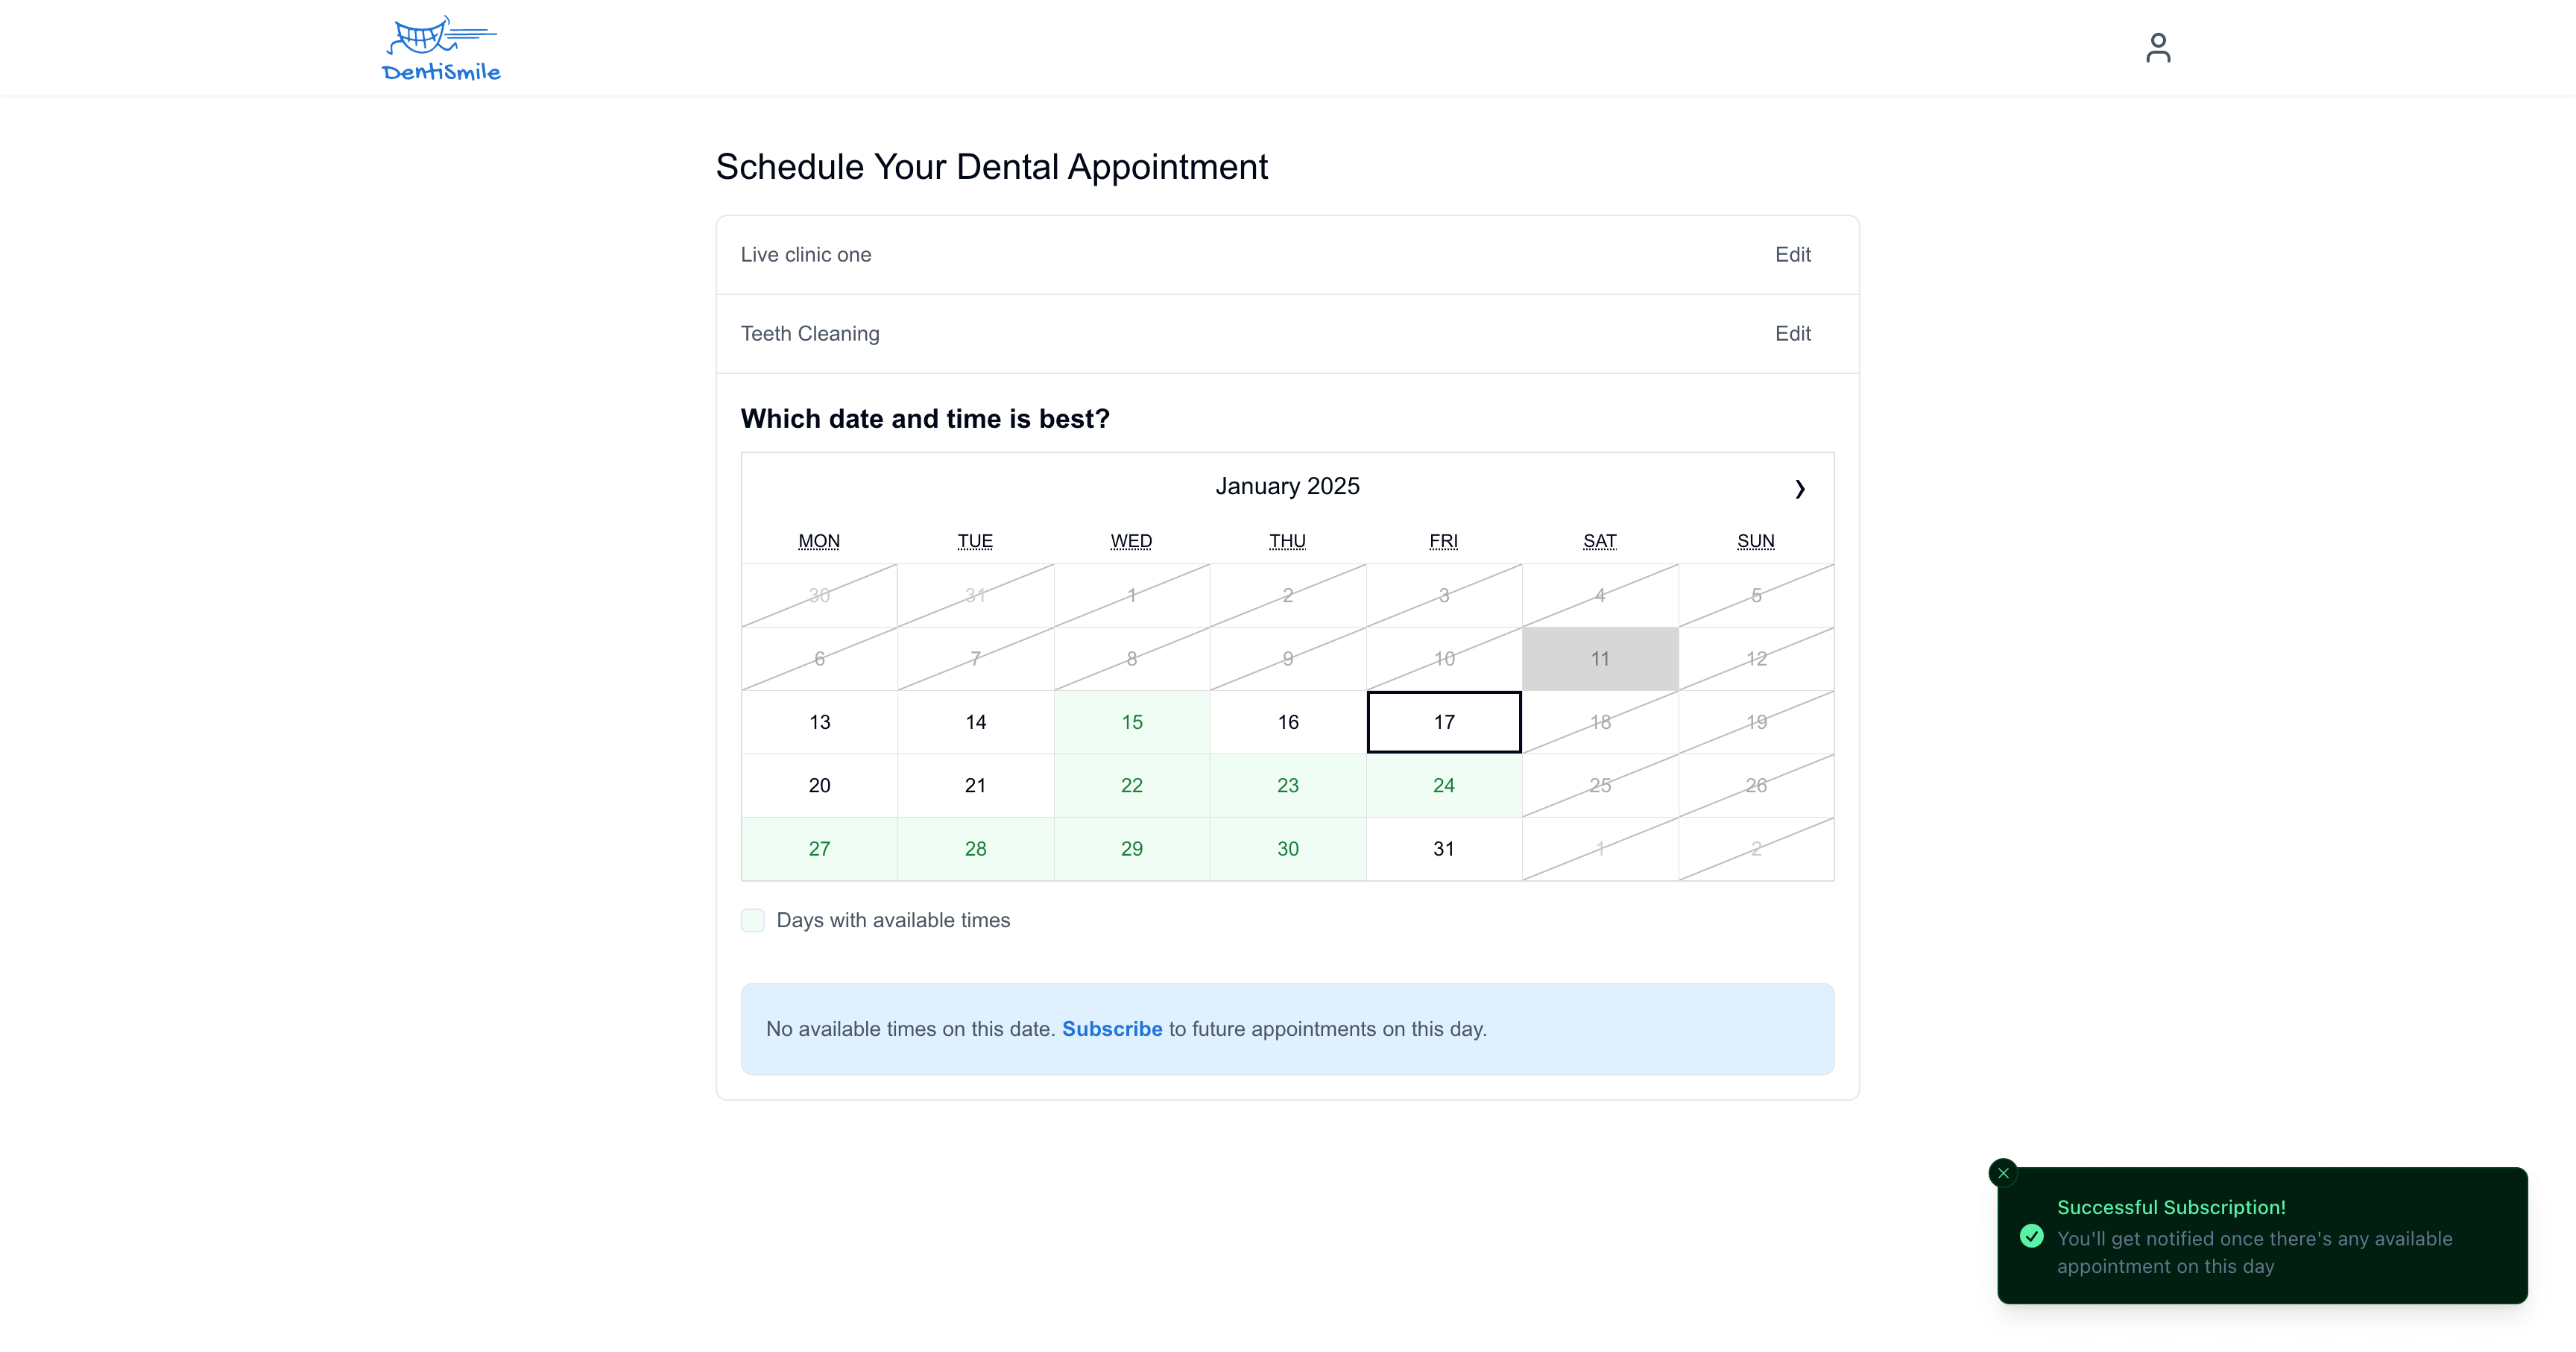 DentiSmile
Schedule Your Dental Appointment
Live clinic one Edit
Teeth Cleaning Edit
Which date and time is best?
January 2025 ❯
MON TUE WED THU FRI SAT SUN
30 31 1 2 3 4 5
6 7 8 9 10 11 12
13 14 15 16 17 18 19
20 21 22 23 24 25 26
27 28 29 30 31 1 2
Days with available times
No available times on this date. Subscribe to future appointments on this day.
Successful Subscription!
You'll get notified once there's any available
appointment on this day